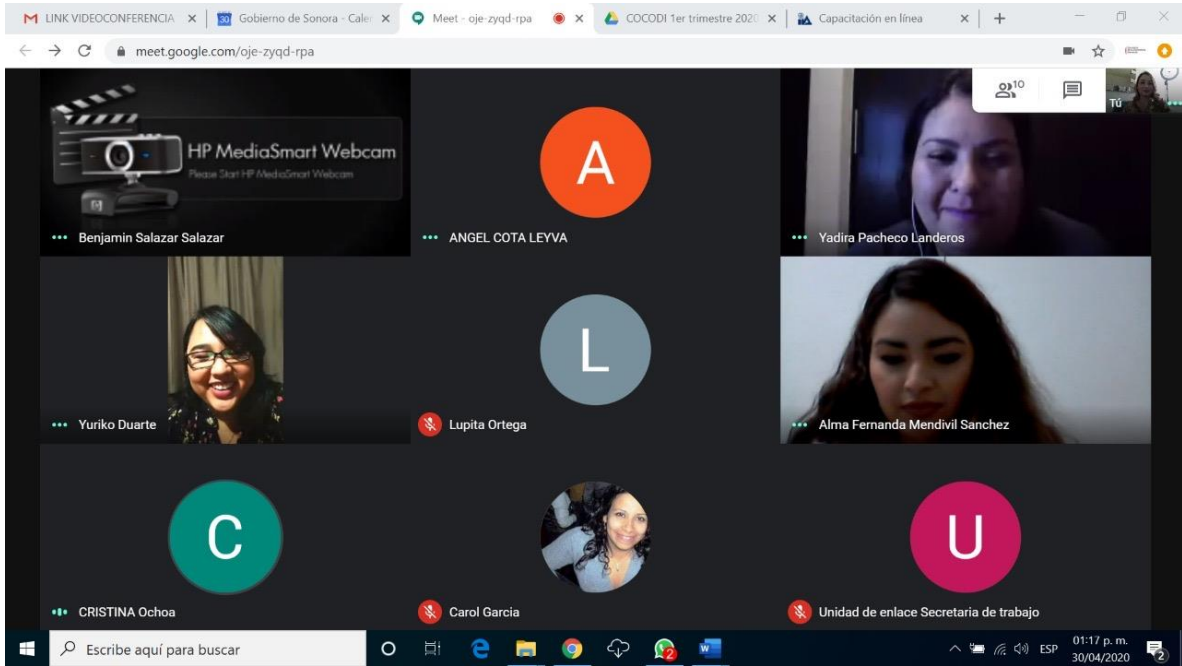 LINK VIDEOCONFERENCIA
Gobierno de Sonora - Cale
Meet - oje-zyqd-rpa
COCODI 1er trimestre 2020
Capacitación en línea
meet.google.com/oje-zyqd-rpa
10
Tú
HP MediaSmart Webcam
Please Start HP MediaSmart Webcam
Benjamin Salazar Salazar
A
ANGEL COTA LEYVA
Yadira Pacheco Landeros
Yuriko Duarte
L
Lupita Ortega
Alma Fernanda Mendivil Sanchez
C
CRISTINA Ochoa
Carol Garcia
U
Unidad de enlace Secretaria de trabajo
Escribe aquí para buscar
2
ESP
01:17 p. m.
30/04/2020
2